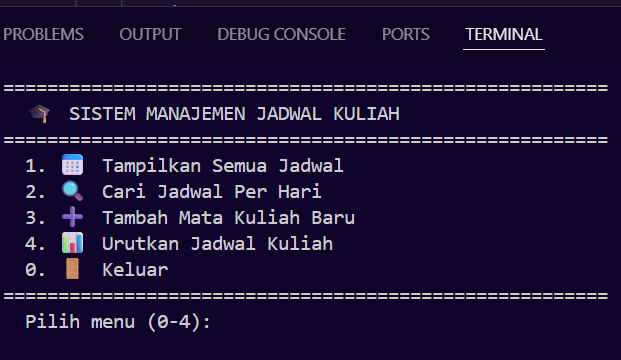 PROBLEMS OUTPUT DEBUG CONSOLE PORTS TERMINAL
=======================================================
🎓 SISTEM MANAJEMEN JADWAL KULIAH
=======================================================
1. 📅 Tampilkan Semua Jadwal
2. 🔍 Cari Jadwal Per Hari
3. ➕ Tambah Mata Kuliah Baru
4. 📊 Urutkan Jadwal Kuliah
0. 🚪 Keluar
=======================================================
Pilih menu (0-4):